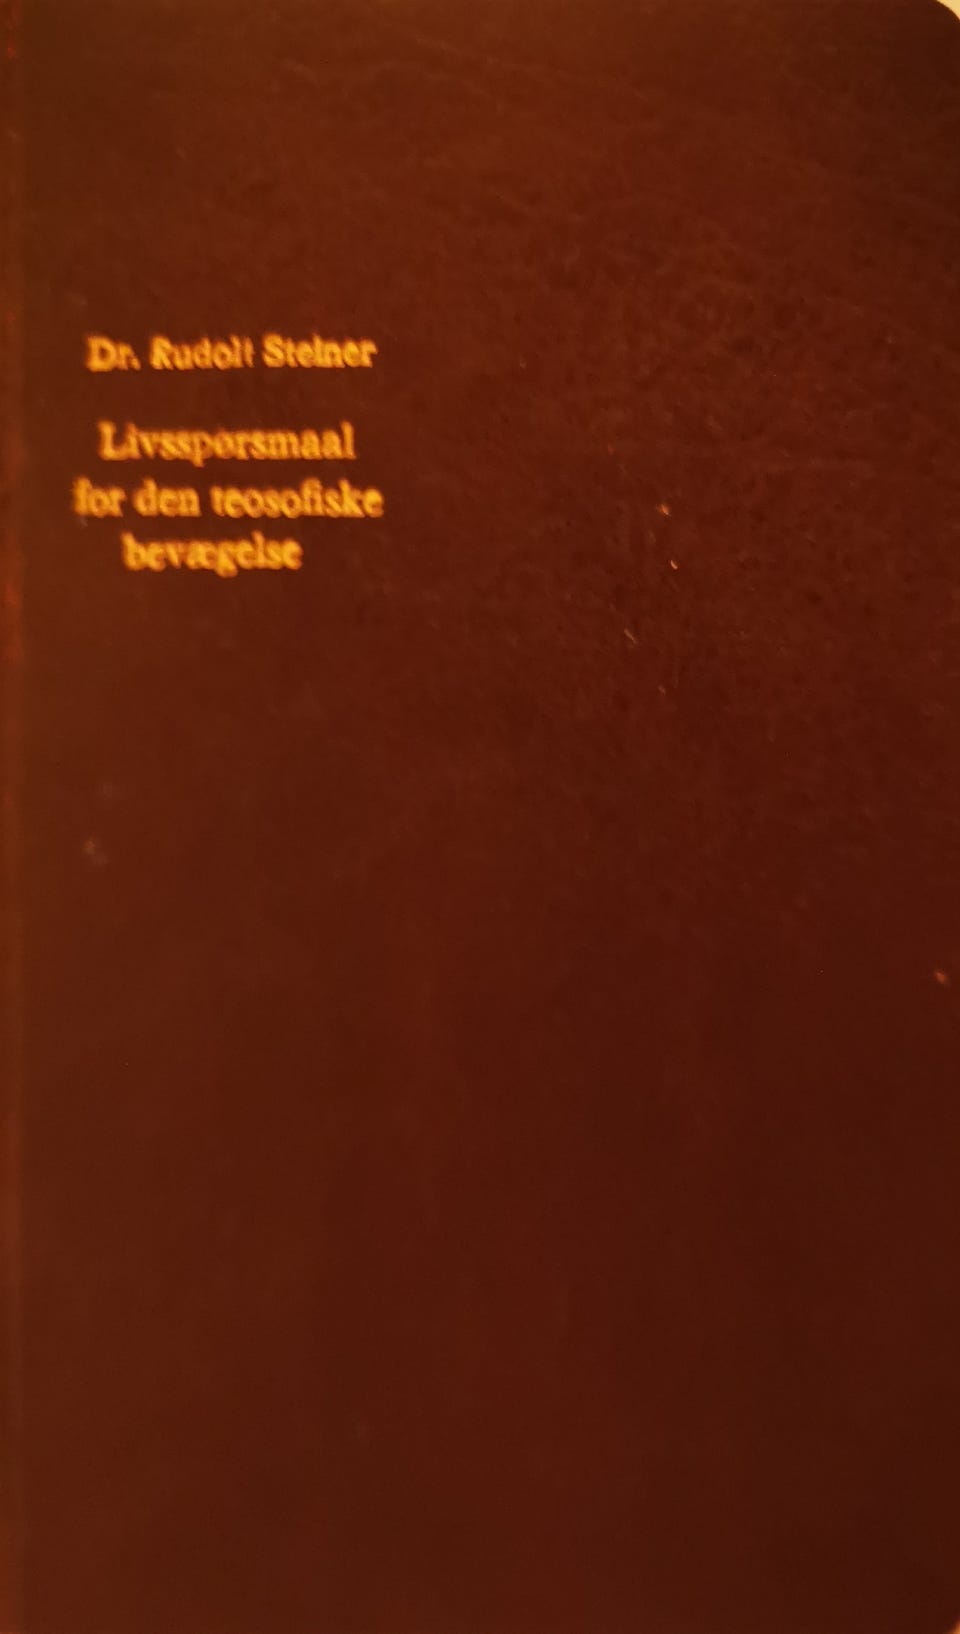 Dr. Rudolf Steiner
Livsspørsmaal
for den teosofiske
bevægelse